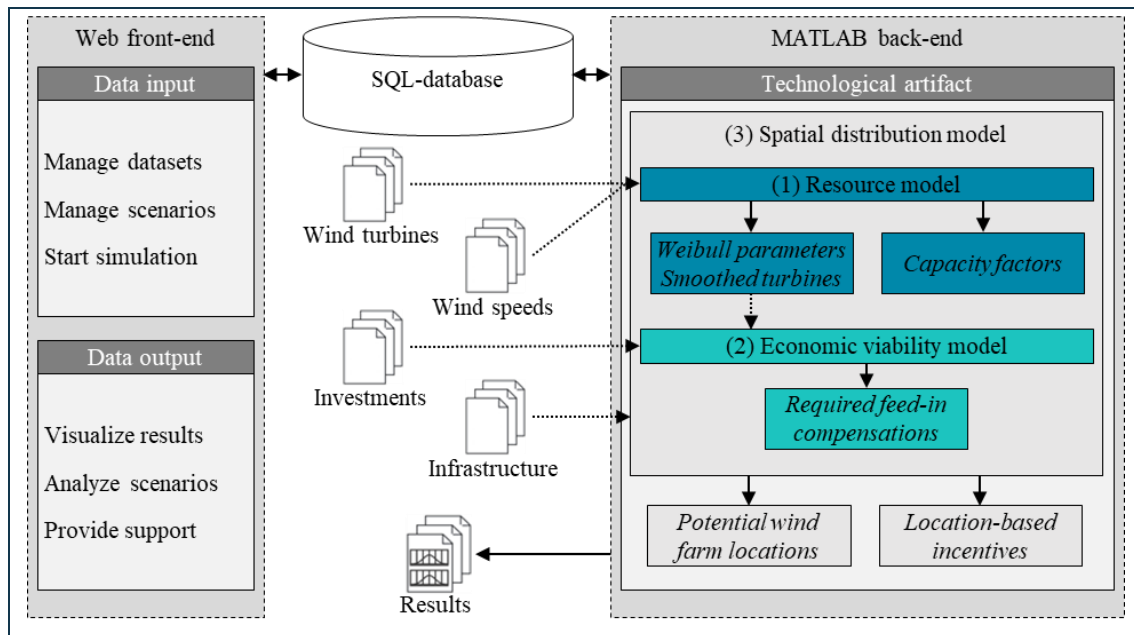 Web front-end
Data input
Manage datasets
Manage scenarios
Start simulation
Data output
Visualize results
Analyze scenarios
Provide support
SQL-database
Wind turbines
Wind speeds
Investments
Infrastructure
Results
MATLAB back-end
Technological artifact
(3) Spatial distribution model
(1) Resource model
Weibull parameters
Smoothed turbines
Capacity factors
(2) Economic viability model
Required feed-in
compensations
Potential wind
farm locations
Location-based
incentives